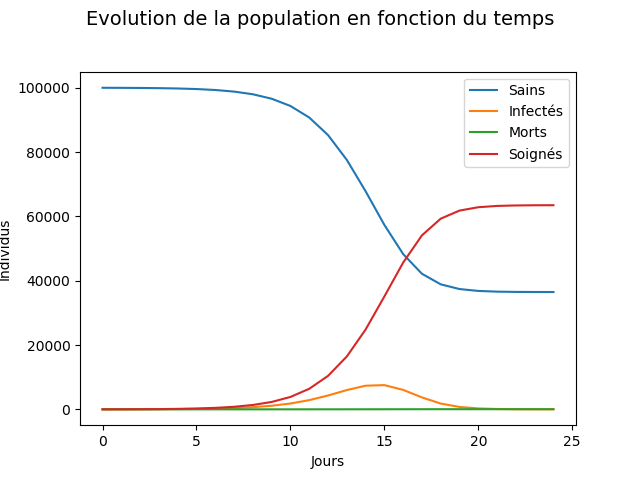 Evolution de la population en fonction du temps
Sains
Infectés
Morts
Soignés
100000
80000
60000
40000
20000
0
Individus
0 5 10 15 20 25
Jours